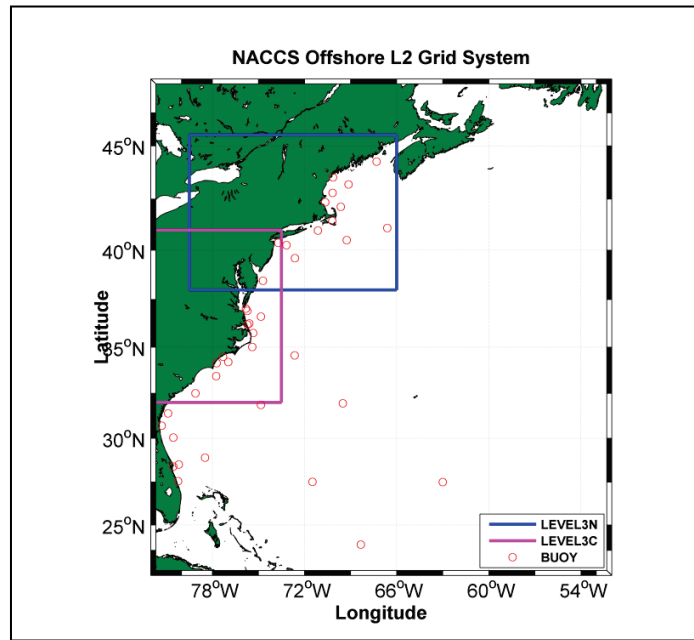 NACCS Offshore L2 Grid System
45°N
40°N
35°N
30°N
25°N
Latitude
78°W
72°W
66°W
60°W
54°W
Longitude
LEVEL3N
LEVEL3C
BUOY